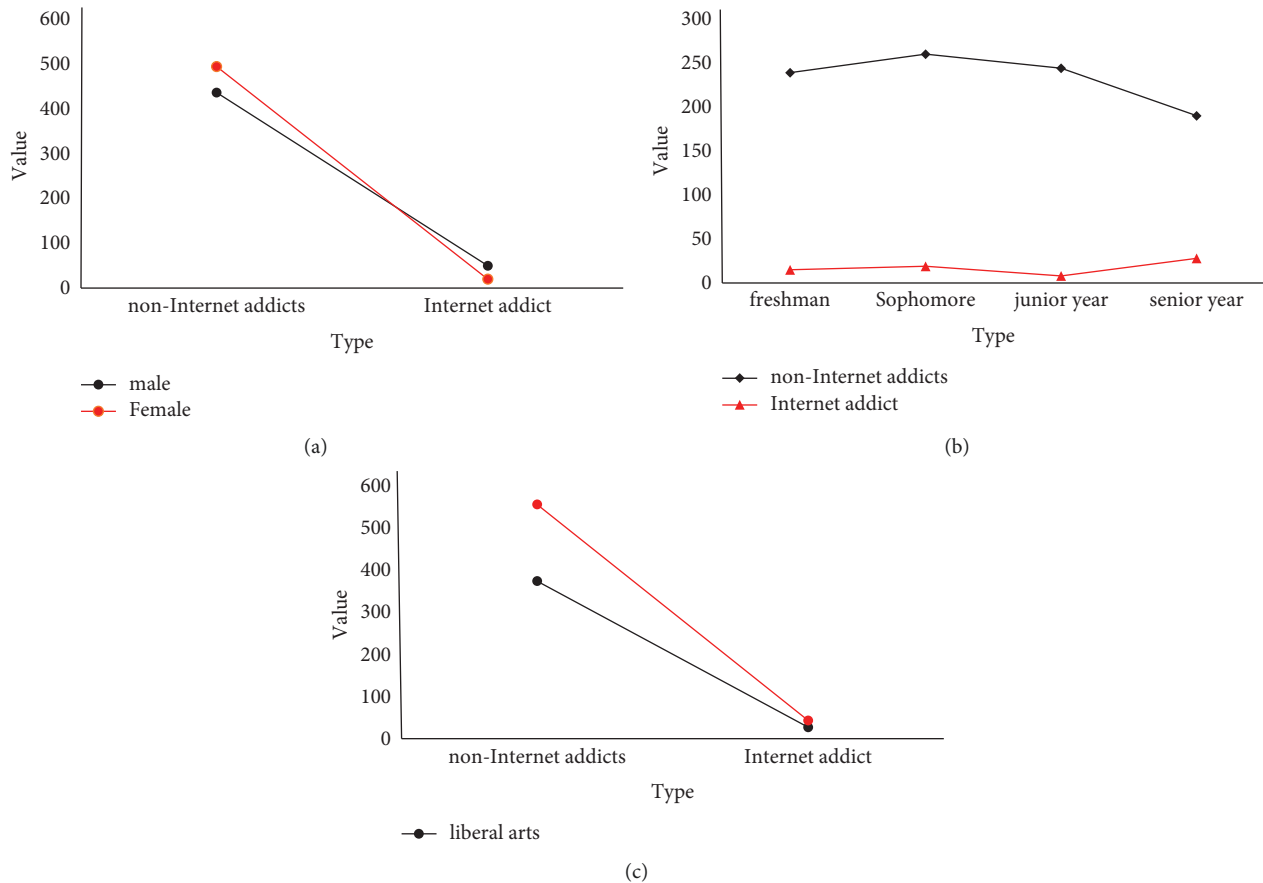 600
500
400
300
200
100
0
Value
non-Internet addicts
Internet addict
Type
male
Female
(a)
300
250
200
150
100
50
0
Value
freshman
Sophomore
junior year
senior year
Type
non-Internet addicts
Internet addict
(b)
600
500
400
300
200
100
0
Value
non-Internet addicts
Internet addict
Type
liberal arts
(c)